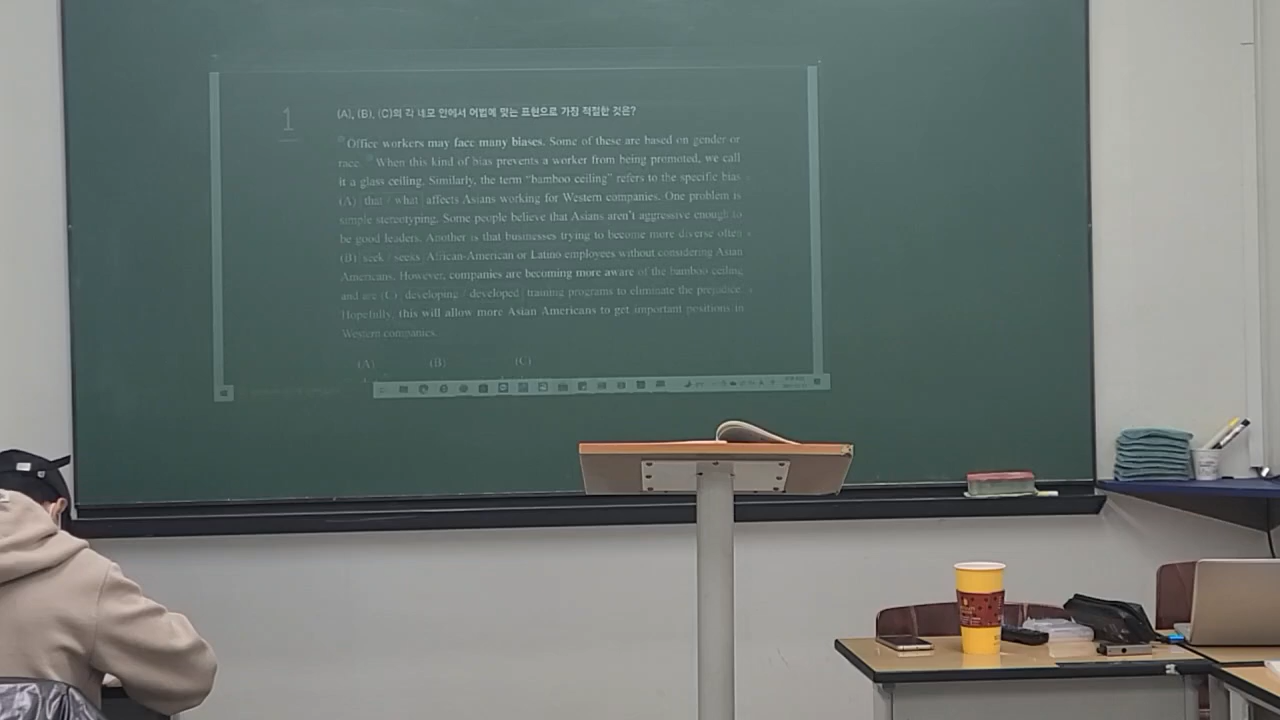 1
(A), (B), (C)의 각 네모 안에서 어법에 맞는 표현으로 가장 적절한 것은?
Office workers may face many biases. Some of these are based on gender or
race. When this kind of bias prevents a worker from being promoted, we call
it a glass ceiling. Similarly, the term “bamboo ceiling” refers to the specific bias
(A) that / what affects Asians working for Western companies. One problem is
simple stereotyping. Some people believe that Asians aren't aggressive enough to
be good leaders. Another is that businesses trying to become more diverse often
(B) seek / seeks African-American or Latino employees without considering Asian
Americans. However, companies are becoming more aware of the bamboo ceiling
and are (C) developing / developed training programs to eliminate the prejudice.
Hopefully, this will allow more Asian Americans to get important positions in
Western companies.
(A) (B) (C)